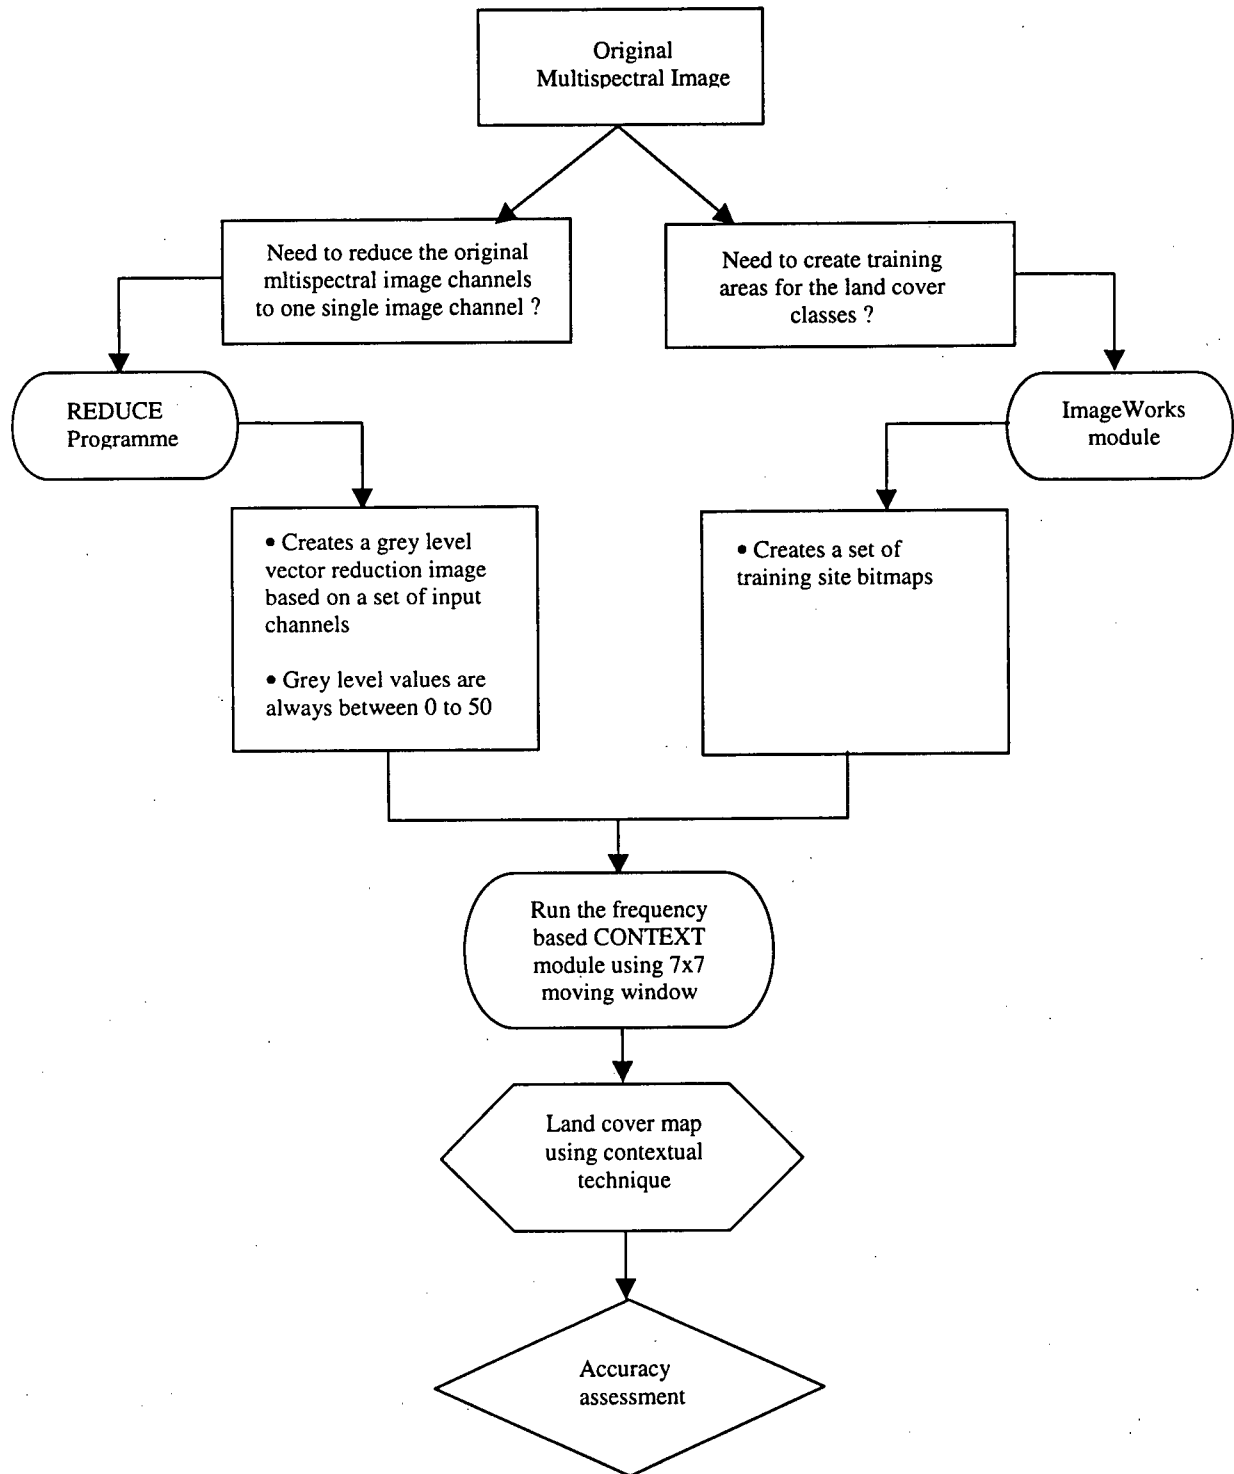 Original
Multispectral Image
Need to reduce the original
mltispectral image channels
to one single image channel ?
Need to create training
areas for the land cover
classes ?
REDUCE
Programme
ImageWorks
module
• Creates a grey level
vector reduction image
based on a set of input
channels
• Grey level values are
always between 0 to 50
• Creates a set of
training site bitmaps
Run the frequency
based CONTEXT
module using 7x7
moving window
Land cover map
using contextual
technique
Accuracy
assessment